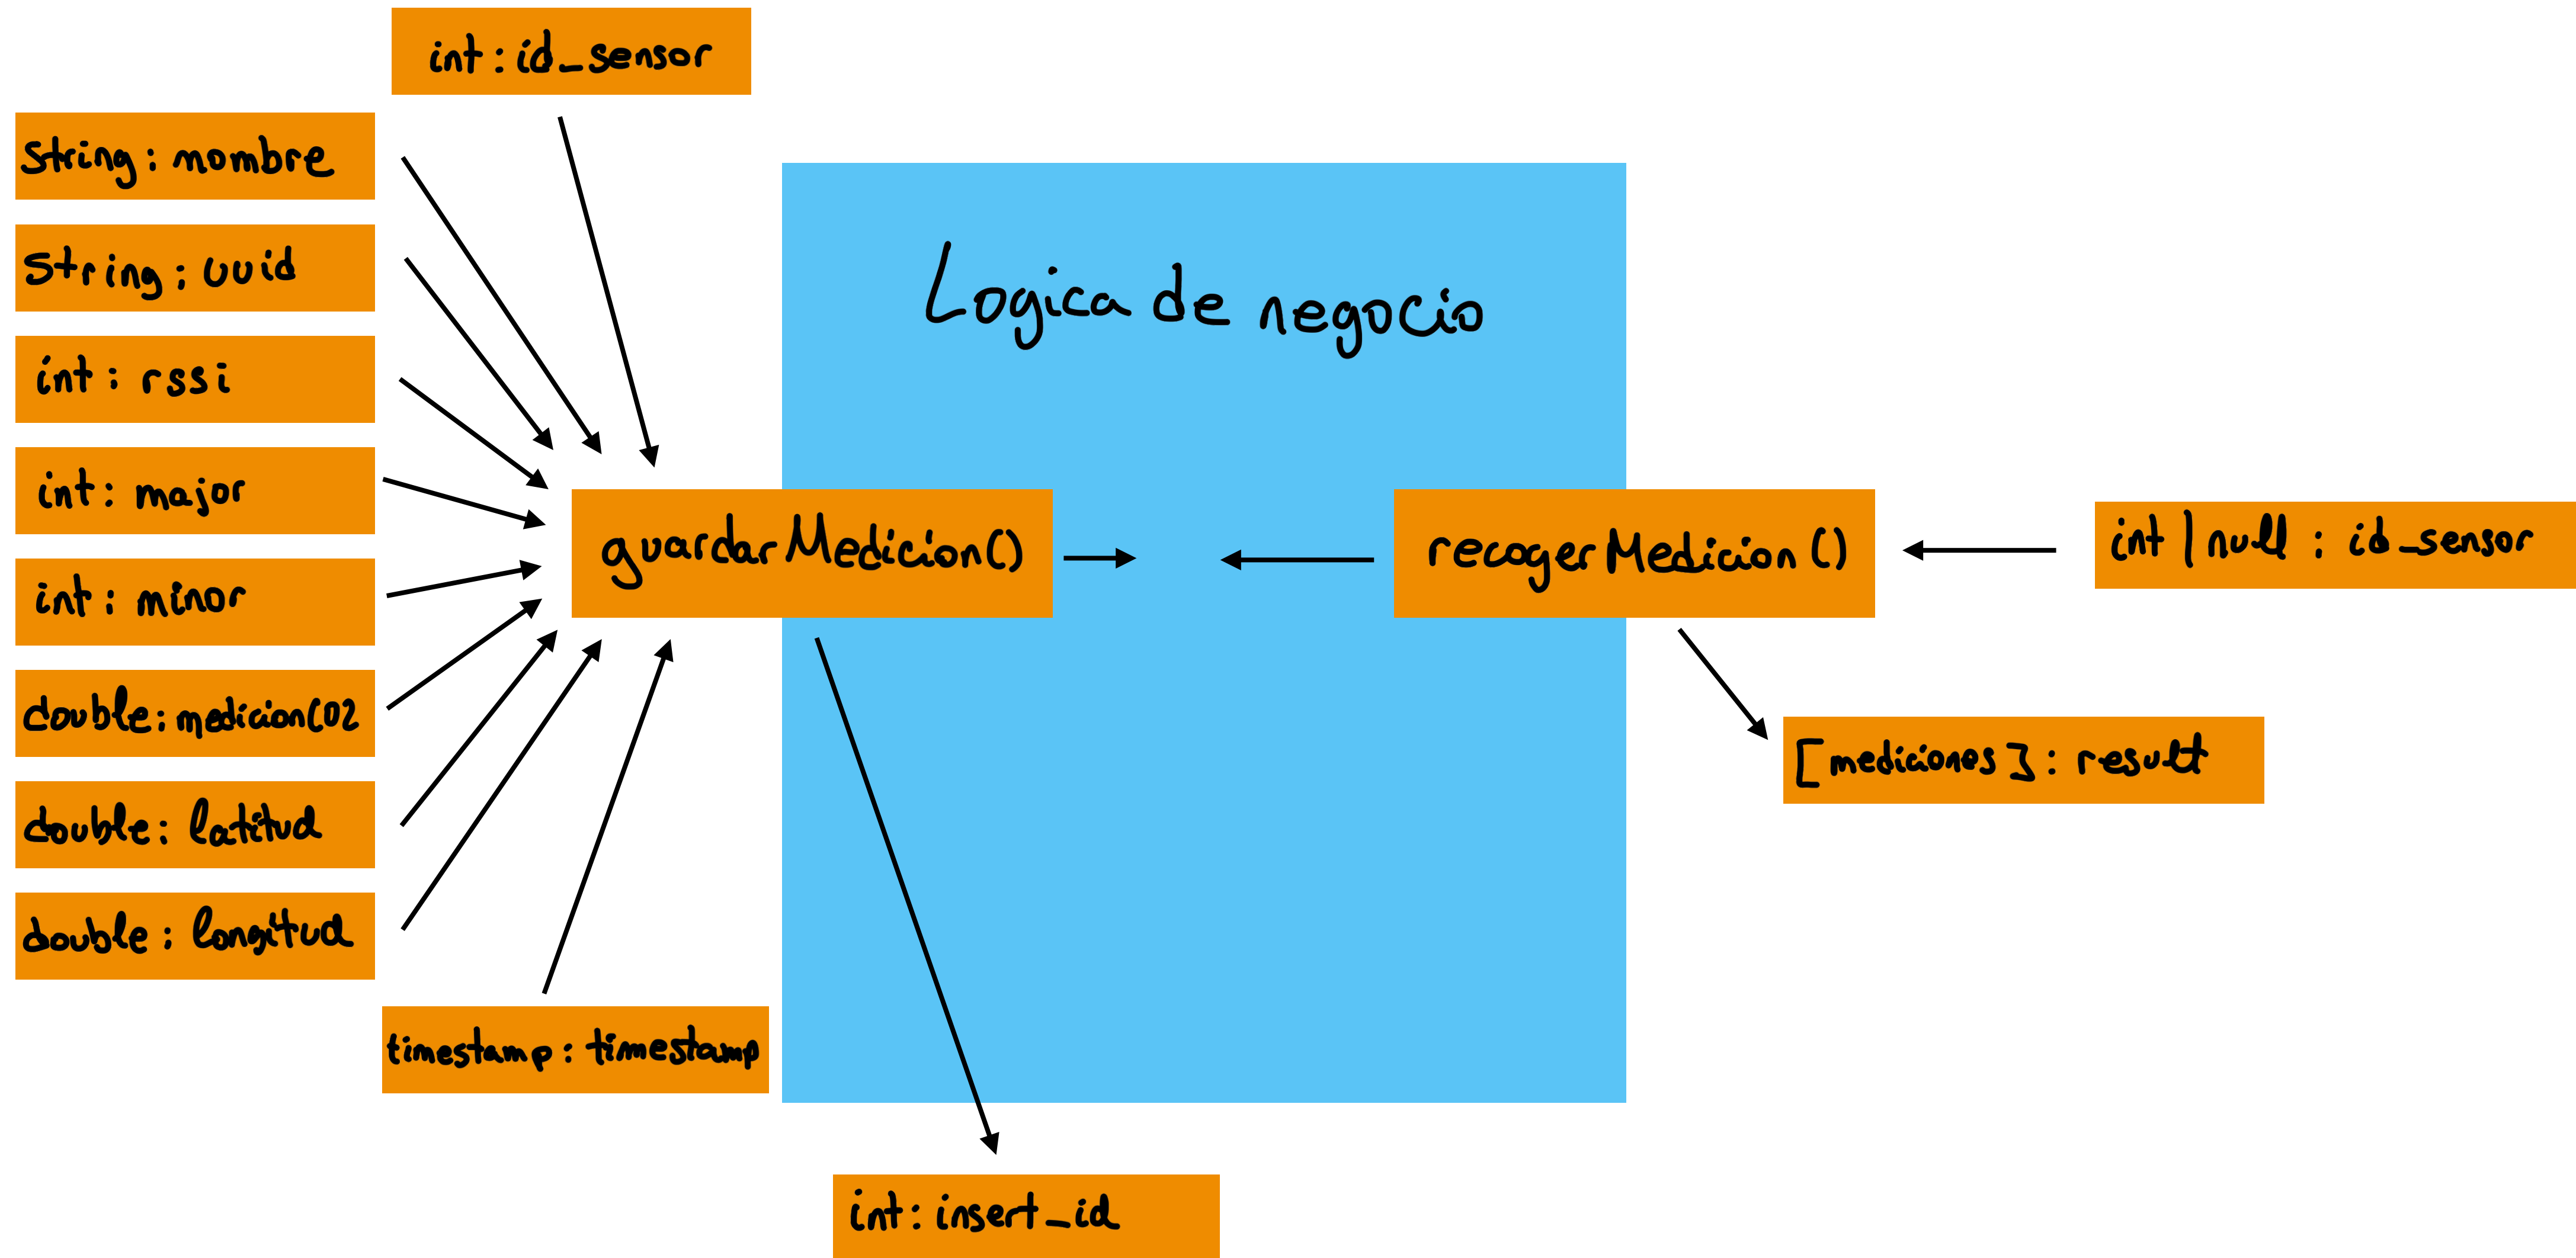 int : id_sensor
String : nombre
String : uuid
int : rssi
int : major
int : minor
double : medicionCO2
double : latitud
double : longitud
timestamp : timestamp
Logica de negocio
guardarMedicion()
recogerMedicion()
int | null : id_sensor
[mediciones] : result
int : insert_id